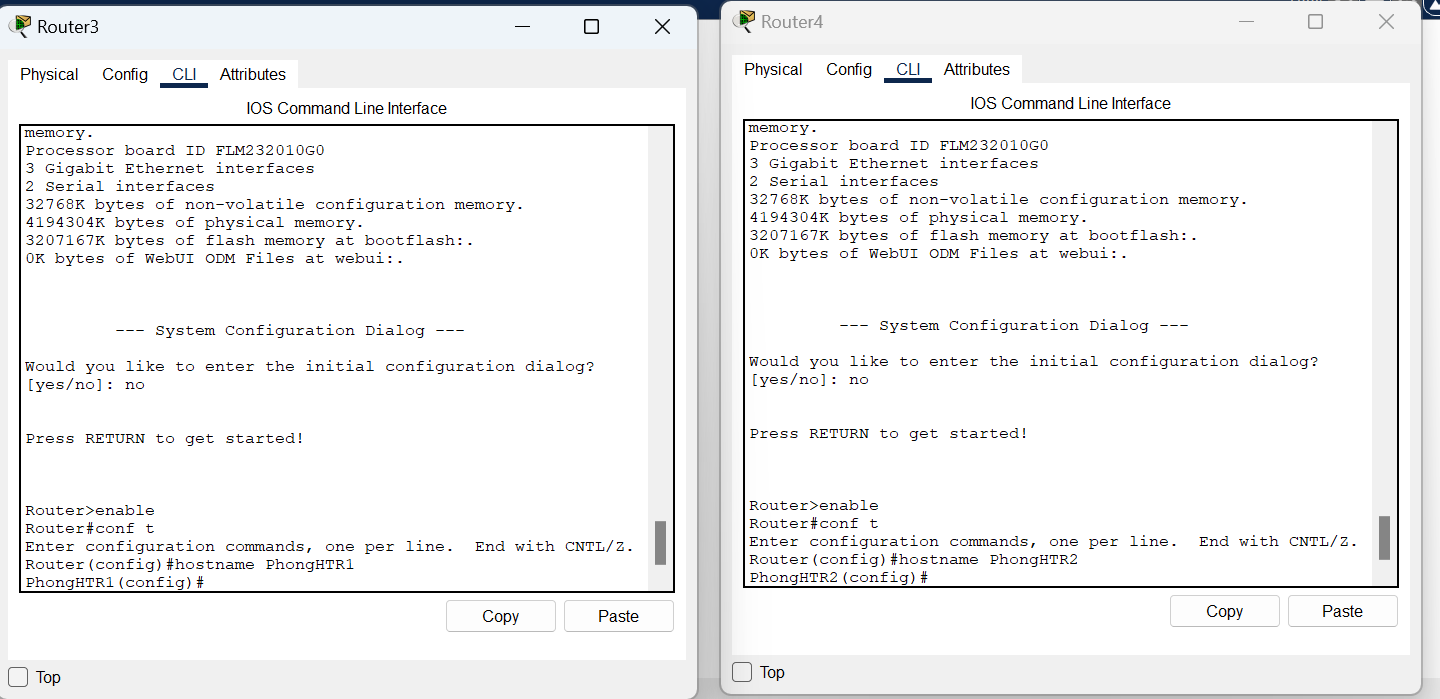 Router3
Physical Config CLI Attributes
IOS Command Line Interface
memory.
Processor board ID FLM232010G0
3 Gigabit Ethernet interfaces
2 Serial interfaces
32768K bytes of non-volatile configuration memory.
4194304K bytes of physical memory.
3207167K bytes of flash memory at bootflash:.
0K bytes of WebUI ODM Files at webui:.
--- System Configuration Dialog ---
Would you like to enter the initial configuration dialog?
[yes/no]: no
Press RETURN to get started!
Router>enable
Router#conf t
Enter configuration commands, one per line.  End with CNTL/Z.
Router(config)#hostname PhongHTR1
PhongHTR1(config)#
Copy Paste
Top
Router4
Physical Config CLI Attributes
IOS Command Line Interface
memory.
Processor board ID FLM232010G0
3 Gigabit Ethernet interfaces
2 Serial interfaces
32768K bytes of non-volatile configuration memory.
4194304K bytes of physical memory.
3207167K bytes of flash memory at bootflash:.
0K bytes of WebUI ODM Files at webui:.
--- System Configuration Dialog ---
Would you like to enter the initial configuration dialog?
[yes/no]: no
Press RETURN to get started!
Router>enable
Router#conf t
Enter configuration commands, one per line.  End with CNTL/Z.
Router(config)#hostname PhongHTR2
PhongHTR2(config)#
Copy Paste
Top